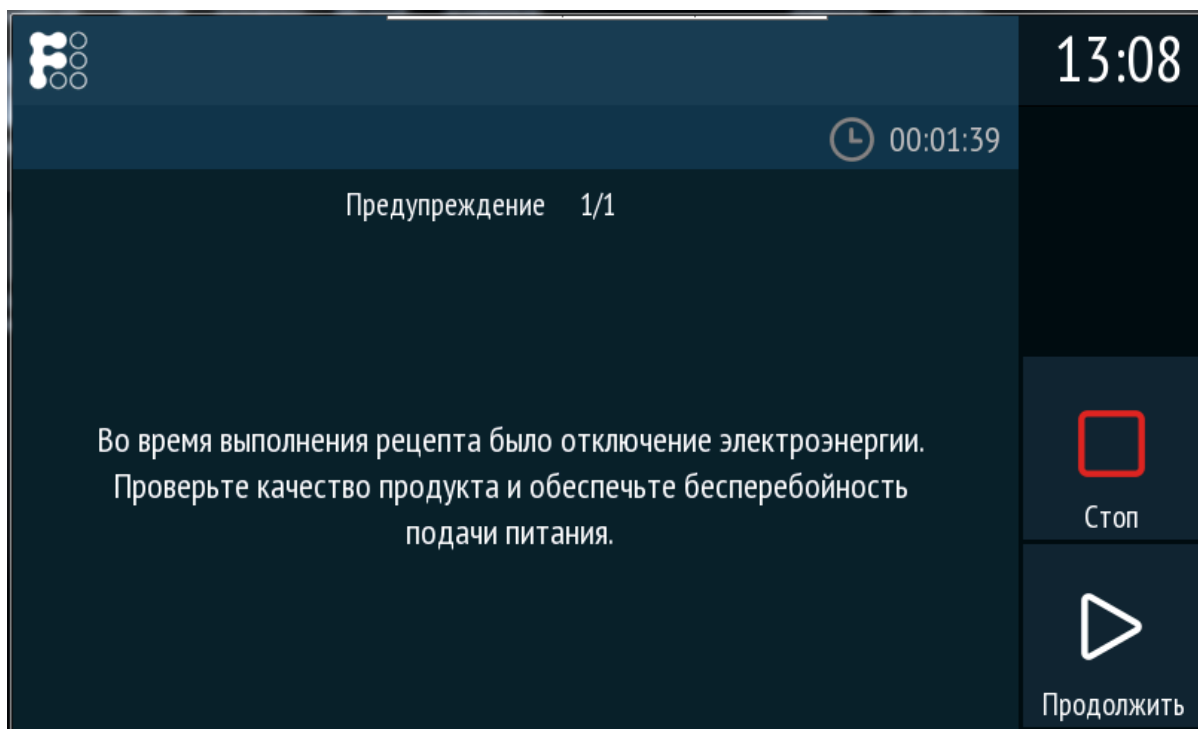 13:08
00:01:39
Предупреждение 1/1
Во время выполнения рецепта было отключение электроэнергии.
Проверьте качество продукта и обеспечьте бесперебойность
подачи питания.
Стоп
Продолжить